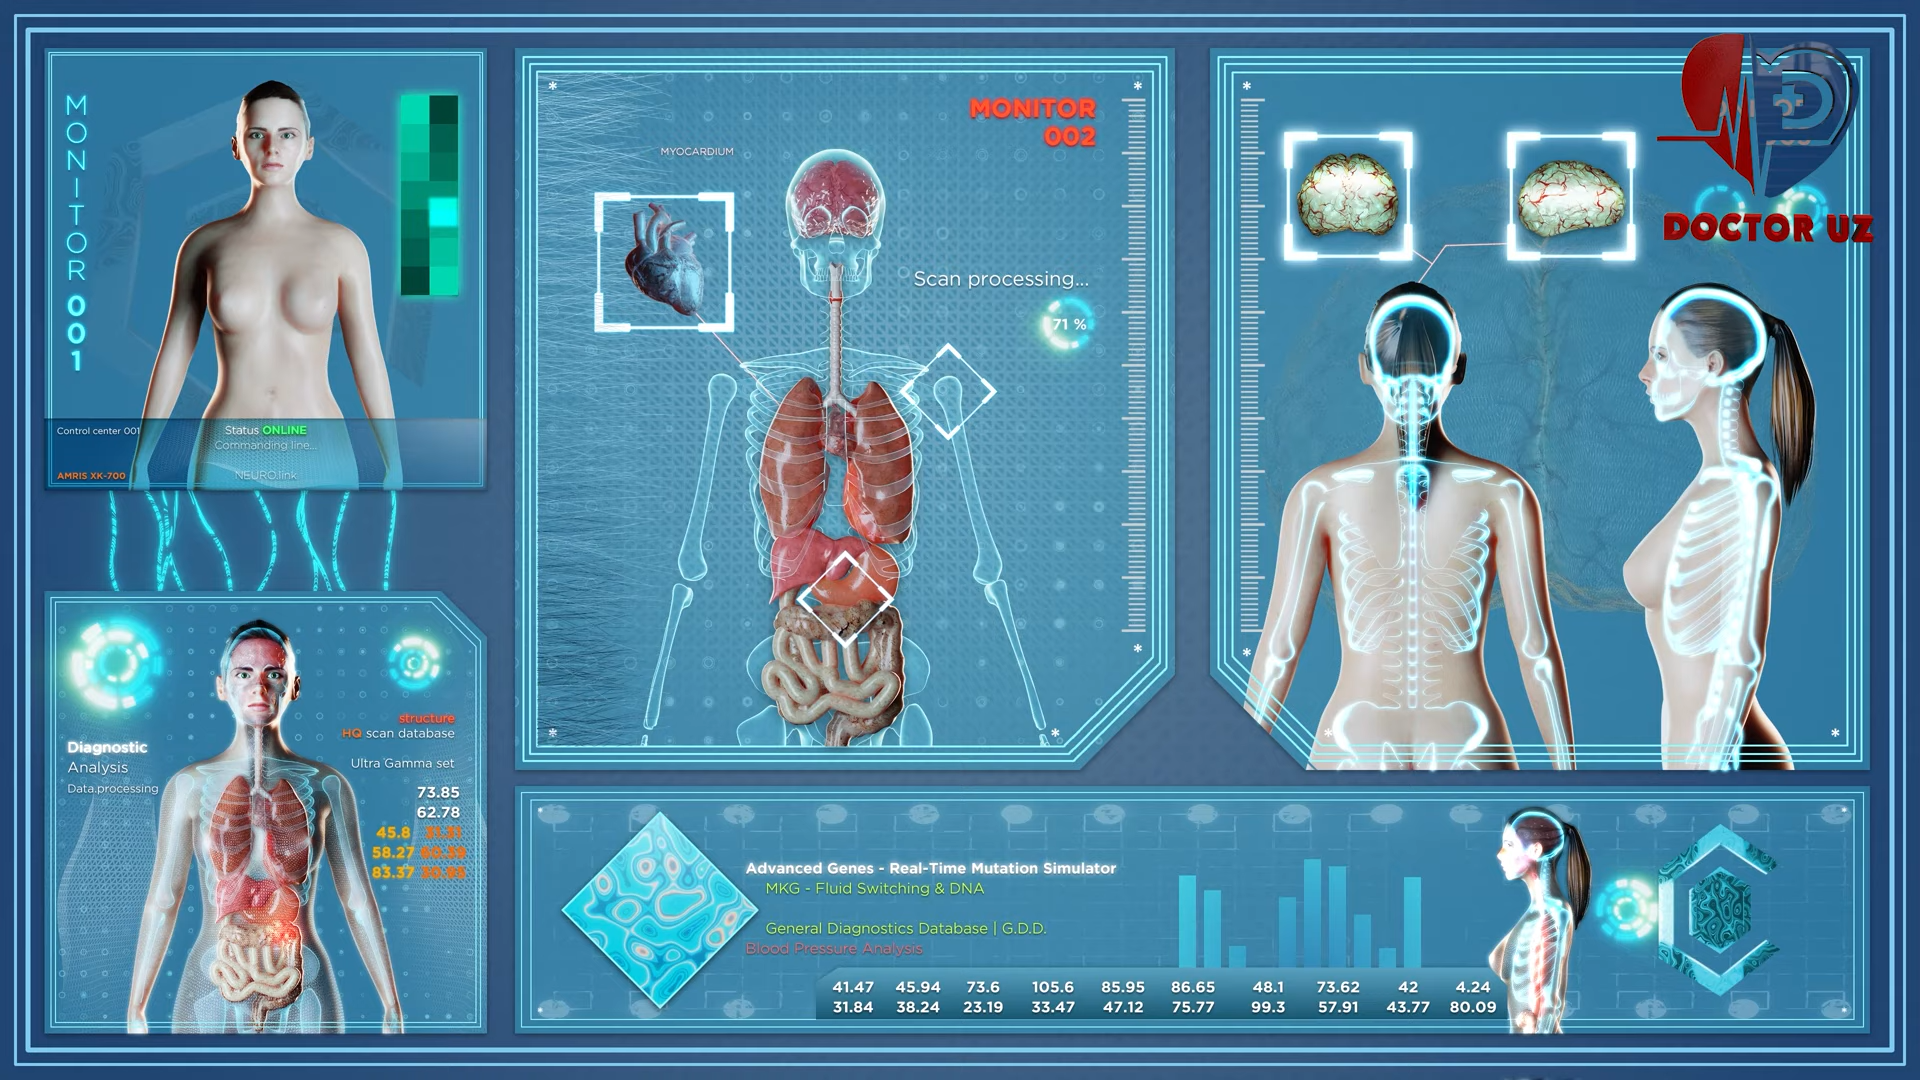 MONITOR 001
Control center 001
Status ONLINE
Commanding line...
AMRIS XK-700
NEURO.link
MONITOR
002
MYOCARDIUM
Scan processing...
71 %
DOCTOR UZ
structure
HQ scan database
Ultra Gamma set
Diagnostic
Analysis
Data.processing
73.85
62.78
45.8 31.31
58.27 60.39
83.37
Advanced Genes - Real-Time Mutation Simulator
MKG - Fluid Switching & DNA
General Diagnostics Database | G.D.D.
Blood Pressure Analysis
41.47 45.94 73.6 105.6 85.95 86.65 48.1 73.62 42 4.24
31.84 38.24 23.19 33.47 47.12 75.77 99.3 57.91 43.77 80.09